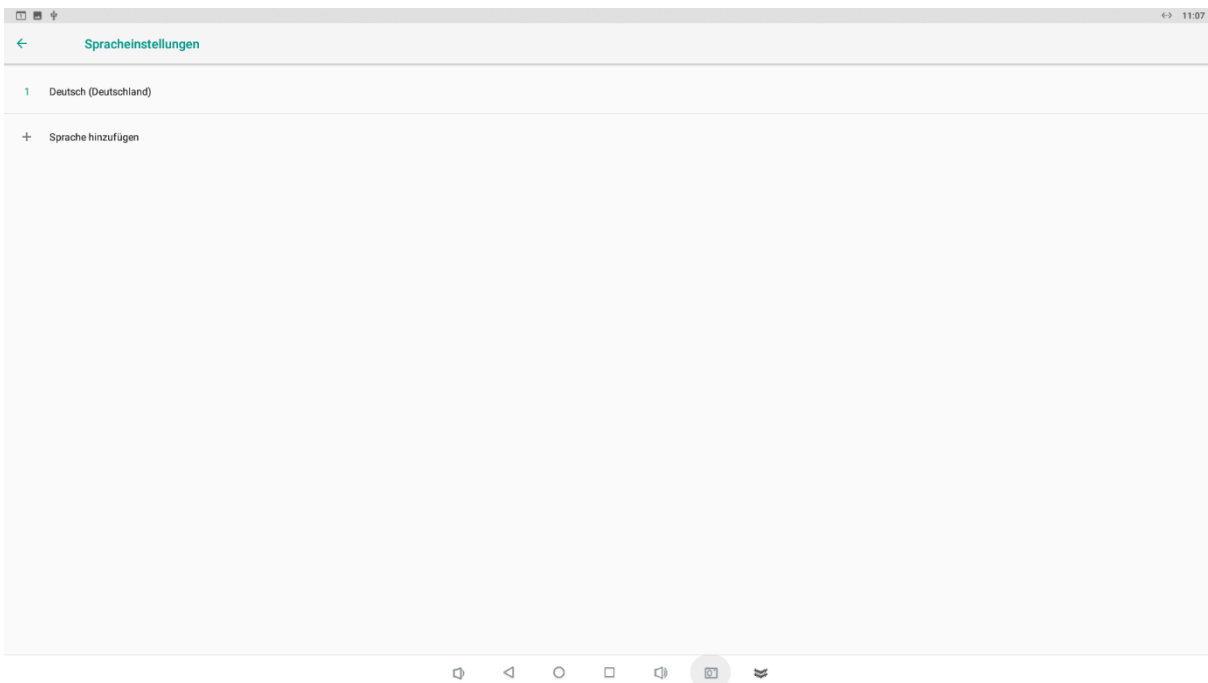 11:07
Spracheinstellungen
1 Deutsch (Deutschland)
+ Sprache hinzufügen